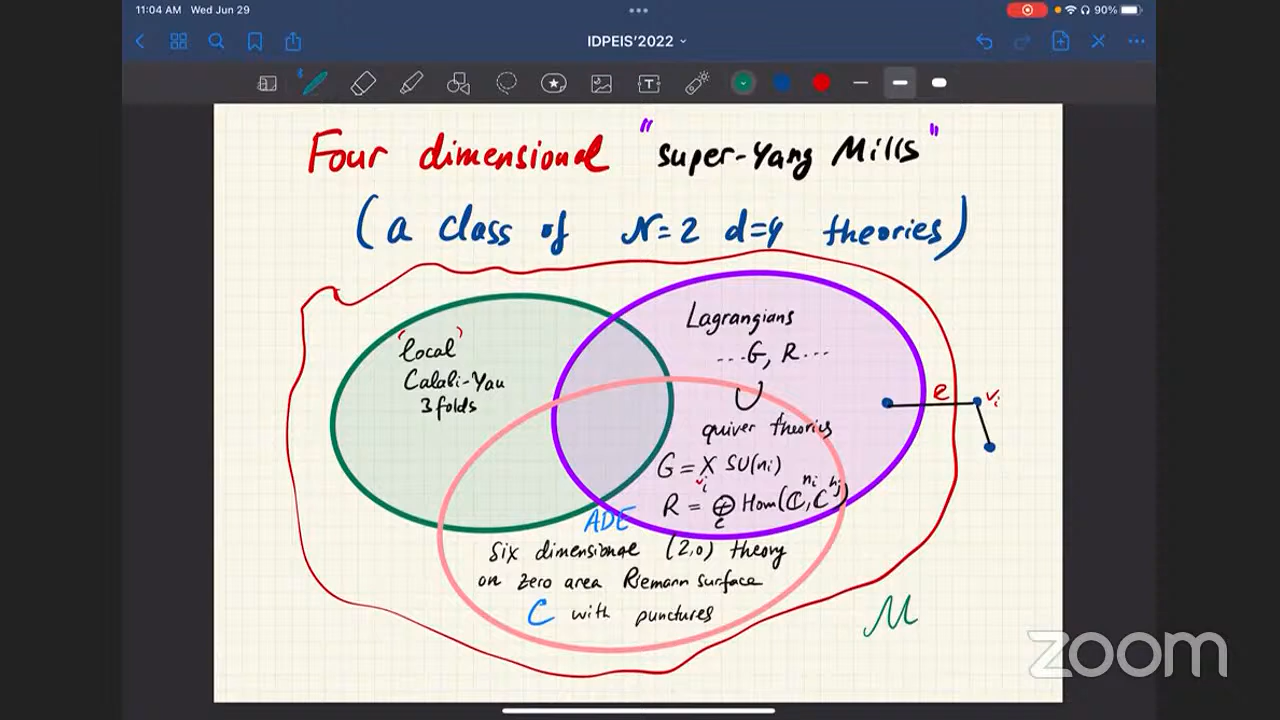 11:04 AM Wed Jun 29
90%
IDPEIS'2022
Four dimensional "super-Yang Mills"
(a class of N=2 d=4 theories)
Lagrangians
...G, R...
∪
quiver theories
G = X SU(ni)
vi
R = ⊕ Hom(ℂ^ni, ℂ^nj)
e
"local"
Calabi-Yau
3 folds
e
vi
ADE
six dimensional (2,0) theory
on zero area Riemann surface
C with punctures
M
zoom